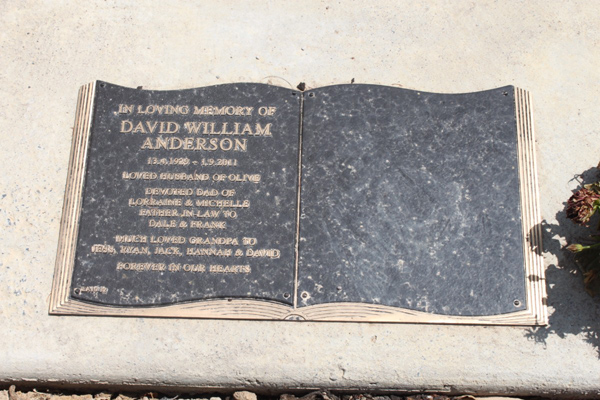 IN LOVING MEMORY OF
DAVID WILLIAM
ANDERSON
LOVED HUSBAND OF OLIVE
DEVOTED DAD OF
LORRAINE & MICHELLE
FATHER IN LAW TO
DALE & FRANK
MUCH LOVED GRANDPA TO
RYAN, JACK, HANNAH & DAVID
FOREVER IN OUR HEARTS